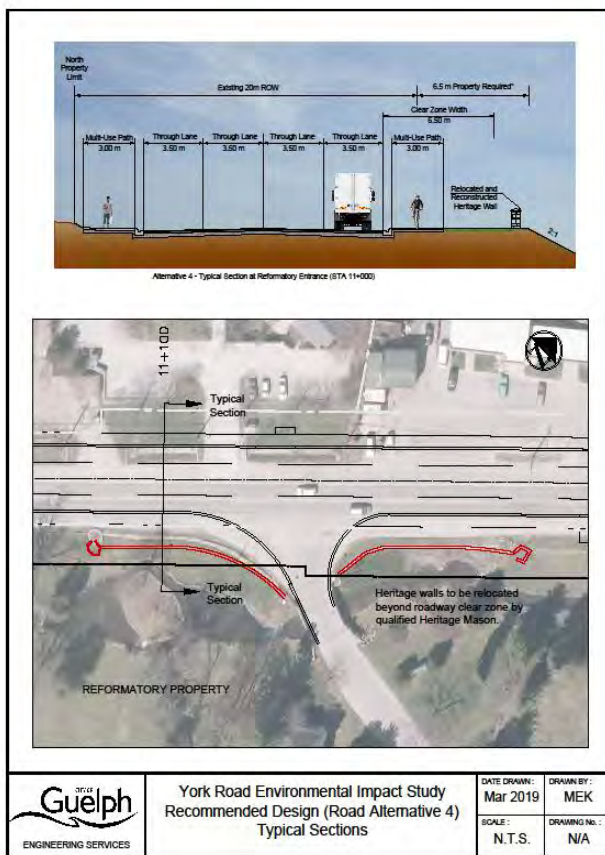 North
Property
Limit
Existing 20m ROW
6.5 m Property Required"
Clear Zone Width
6.50 m
Multi-Use Path
3.00 m
Through Lane
3.50 m
Through Lane
3.50 m
Through Lane
3.50 m
Through Lane
3.50 m
Multi-Use Path
3.00 m
Relocated and
Reconstructed
Heritage Wall
2:1
Alternative 4 - Typical Section at Reformatory Entrance (STA 11+000)
11+100
Typical
Section
Typical
Section
Heritage walls to be relocated
beyond roadway clear zone by
qualified Heritage Mason.
REFORMATORY PROPERTY
Guelph
ENGINEERING SERVICES
York Road Environmental Impact Study
Recommended Design (Road Alternative 4)
Typical Sections
DATE DRAWN :
Mar 2019
DRAWN BY :
MEK
SCALE :
N.T.S.
DRAWING No. :
N/A